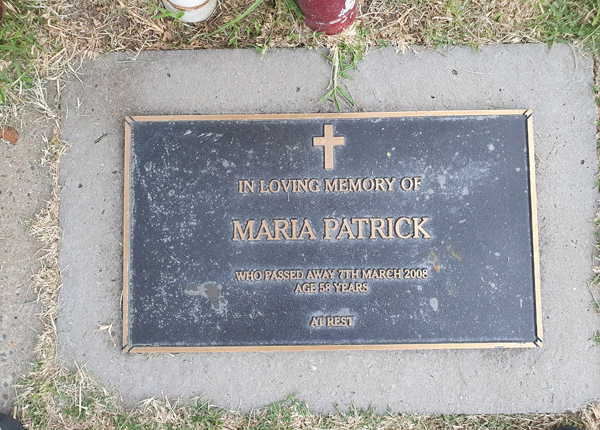 IN LOVING MEMORY OF
MARIA PATRICK
WHO PASSED AWAY 7TH MARCH 2008
AGE 58 YEARS
AT REST